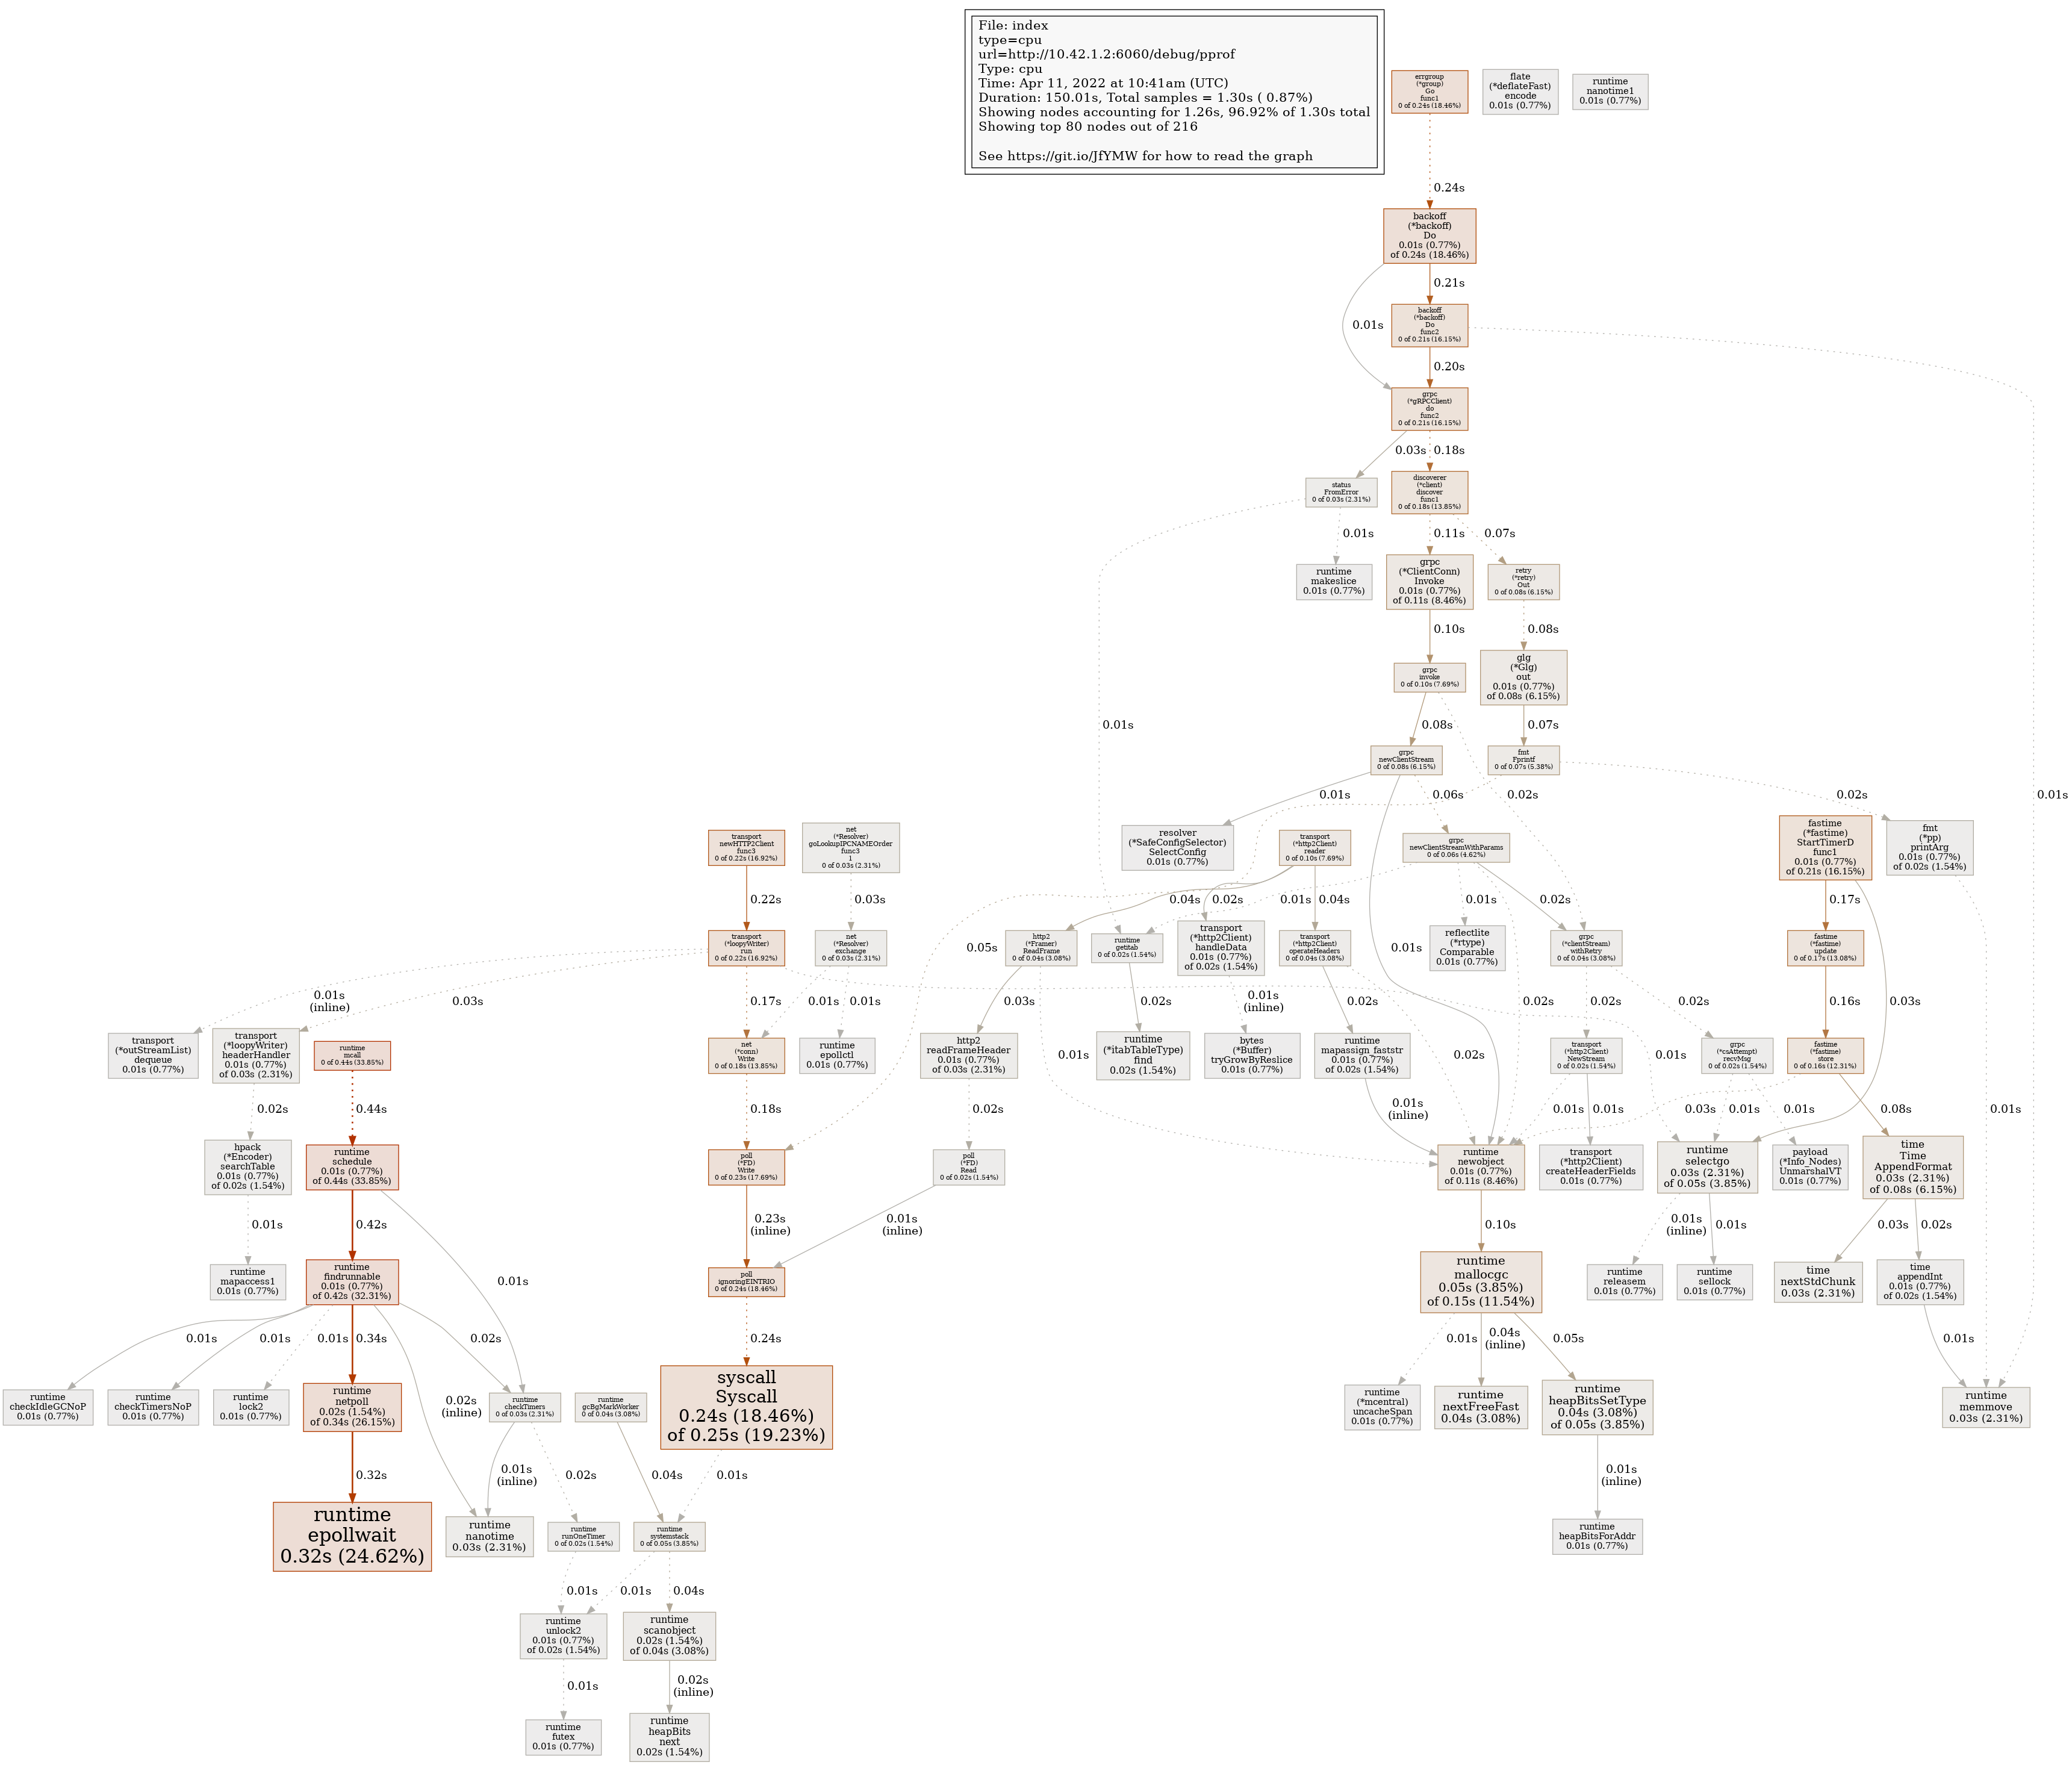 File: index
type=cpu
url=http://10.42.1.2:6060/debug/pprof
Type: cpu
Time: Apr 11, 2022 at 10:41am (UTC)
Duration: 150.01s, Total samples = 1.30s ( 0.87%)
Showing nodes accounting for 1.26s, 96.92% of 1.30s total
Showing top 80 nodes out of 216
See https://git.io/JfYMW for how to read the graph
errgroup
(*group)
Go
func1
0 of 0.24s (18.46%)
flate
(*deflateFast)
encode
0.01s (0.77%)
runtime
nanotime1
0.01s (0.77%)
0.24s
backoff
(*backoff)
Do
0.01s (0.77%)
of 0.24s (18.46%)
0.21s
0.01s
backoff
(*backoff)
Do
func2
0 of 0.21s (16.15%)
0.20s
grpc
(*gRPCClient)
do
func2
0 of 0.21s (16.15%)
0.03s
0.18s
status
FromError
0 of 0.03s (2.31%)
discoverer
(*client)
discover
func1
0 of 0.18s (13.85%)
0.01s
0.11s
0.07s
runtime
makeslice
0.01s (0.77%)
grpc
(*ClientConn)
Invoke
0.01s (0.77%)
of 0.11s (8.46%)
retry
(*retry)
Out
0 of 0.08s (6.15%)
0.10s
0.08s
grpc
invoke
0 of 0.10s (7.69%)
glg
(*Glg)
out
0.01s (0.77%)
of 0.08s (6.15%)
0.01s
0.08s
0.07s
grpc
newClientStream
0 of 0.08s (6.15%)
fmt
Fprintf
0 of 0.07s (5.38%)
0.01s
0.06s
0.02s
0.02s
0.01s
transport
newHTTP2Client
func3
0 of 0.22s (16.92%)
net
(*Resolver)
goLookupIPCNAMEOrder
func3
1
0 of 0.03s (2.31%)
resolver
(*SafeConfigSelector)
SelectConfig
0.01s (0.77%)
transport
(*http2Client)
reader
0 of 0.10s (7.69%)
grpc
newClientStreamWithParams
0 of 0.06s (4.62%)
fastime
(*fastime)
StartTimerD
func1
0.01s (0.77%)
of 0.21s (16.15%)
fmt
(*pp)
printArg
0.01s (0.77%)
of 0.02s (1.54%)
0.22s
0.03s
0.04s
0.02s
0.04s
0.01s
0.01s
0.02s
0.17s
transport
(*loopyWriter)
run
0 of 0.22s (16.92%)
net
(*Resolver)
exchange
0 of 0.03s (2.31%)
0.05s
http2
(*Framer)
ReadFrame
0 of 0.04s (3.08%)
runtime
getitab
0 of 0.02s (1.54%)
transport
(*http2Client)
handleData
0.01s (0.77%)
of 0.02s (1.54%)
transport
(*http2Client)
operateHeaders
0 of 0.04s (3.08%)
0.01s
reflectlite
(*rtype)
Comparable
0.01s (0.77%)
grpc
(*clientStream)
withRetry
0 of 0.04s (3.08%)
fastime
(*fastime)
update
0 of 0.17s (13.08%)
0.01s
(inline)
0.03s
0.17s
0.01s
0.01s
0.03s
0.02s
0.01s
(inline)
0.02s
0.02s
0.02s
0.02s
0.16s
0.03s
transport
(*outStreamList)
dequeue
0.01s (0.77%)
transport
(*loopyWriter)
headerHandler
0.01s (0.77%)
of 0.03s (2.31%)
runtime
mcall
0 of 0.44s (33.85%)
net
(*conn)
Write
0 of 0.18s (13.85%)
runtime
epollctl
0.01s (0.77%)
http2
readFrameHeader
0.01s (0.77%)
of 0.03s (2.31%)
0.01s
runtime
(*itabTableType)
find
0.02s (1.54%)
bytes
(*Buffer)
tryGrowByReslice
0.01s (0.77%)
runtime
mapassign_faststr
0.01s (0.77%)
of 0.02s (1.54%)
0.02s
transport
(*http2Client)
NewStream
0 of 0.02s (1.54%)
0.01s
grpc
(*csAttempt)
recvMsg
0 of 0.02s (1.54%)
fastime
(*fastime)
store
0 of 0.16s (12.31%)
0.02s
0.44s
0.18s
0.02s
0.01s
(inline)
0.01s
0.01s
0.03s
0.01s
0.01s
0.08s
0.01s
hpack
(*Encoder)
searchTable
0.01s (0.77%)
of 0.02s (1.54%)
runtime
schedule
0.01s (0.77%)
of 0.44s (33.85%)
poll
(*FD)
Write
0 of 0.23s (17.69%)
poll
(*FD)
Read
0 of 0.02s (1.54%)
runtime
newobject
0.01s (0.77%)
of 0.11s (8.46%)
transport
(*http2Client)
createHeaderFields
0.01s (0.77%)
runtime
selectgo
0.03s (2.31%)
of 0.05s (3.85%)
payload
(*Info_Nodes)
UnmarshalVT
0.01s (0.77%)
time
Time
AppendFormat
0.03s (2.31%)
of 0.08s (6.15%)
0.01s
0.42s
0.23s
(inline)
0.01s
(inline)
0.10s
0.01s
(inline)
0.01s
0.03s
0.02s
runtime
mapaccess1
0.01s (0.77%)
runtime
findrunnable
0.01s (0.77%)
of 0.42s (32.31%)
0.01s
poll
ignoringEINTRIO
0 of 0.24s (18.46%)
runtime
mallocgc
0.05s (3.85%)
of 0.15s (11.54%)
runtime
releasem
0.01s (0.77%)
runtime
sellock
0.01s (0.77%)
time
nextStdChunk
0.03s (2.31%)
time
appendInt
0.01s (0.77%)
of 0.02s (1.54%)
0.01s
0.01s
0.01s
0.34s
0.02s
0.24s
0.01s
0.04s
(inline)
0.05s
0.01s
runtime
checkIdleGCNoP
0.01s (0.77%)
runtime
checkTimersNoP
0.01s (0.77%)
runtime
lock2
0.01s (0.77%)
runtime
netpoll
0.02s (1.54%)
of 0.34s (26.15%)
0.02s
(inline)
runtime
checkTimers
0 of 0.03s (2.31%)
runtime
gcBgMarkWorker
0 of 0.04s (3.08%)
syscall
Syscall
0.24s (18.46%)
of 0.25s (19.23%)
runtime
(*mcentral)
uncacheSpan
0.01s (0.77%)
runtime
nextFreeFast
0.04s (3.08%)
runtime
heapBitsSetType
0.04s (3.08%)
of 0.05s (3.85%)
runtime
memmove
0.03s (2.31%)
0.32s
0.01s
(inline)
0.02s
0.04s
0.01s
0.01s
(inline)
runtime
epollwait
0.32s (24.62%)
runtime
nanotime
0.03s (2.31%)
runtime
runOneTimer
0 of 0.02s (1.54%)
runtime
systemstack
0 of 0.05s (3.85%)
runtime
heapBitsForAddr
0.01s (0.77%)
0.01s
0.01s
0.04s
runtime
unlock2
0.01s (0.77%)
of 0.02s (1.54%)
runtime
scanobject
0.02s (1.54%)
of 0.04s (3.08%)
0.01s
0.02s
(inline)
runtime
futex
0.01s (0.77%)
runtime
heapBits
next
0.02s (1.54%)